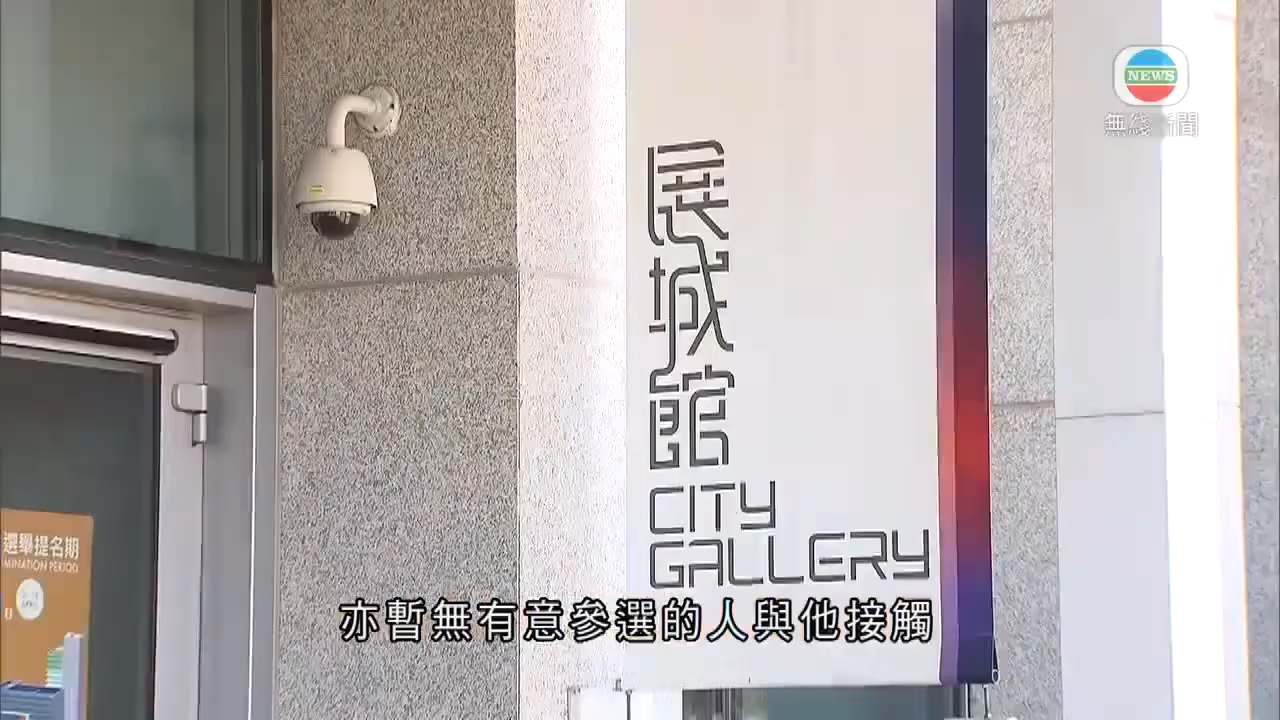 NEWS
無綫新聞
展城館
CITY
GALLERY
選舉提名期
MINATION PERIOD
亦暫無有意參選的人與他接觸